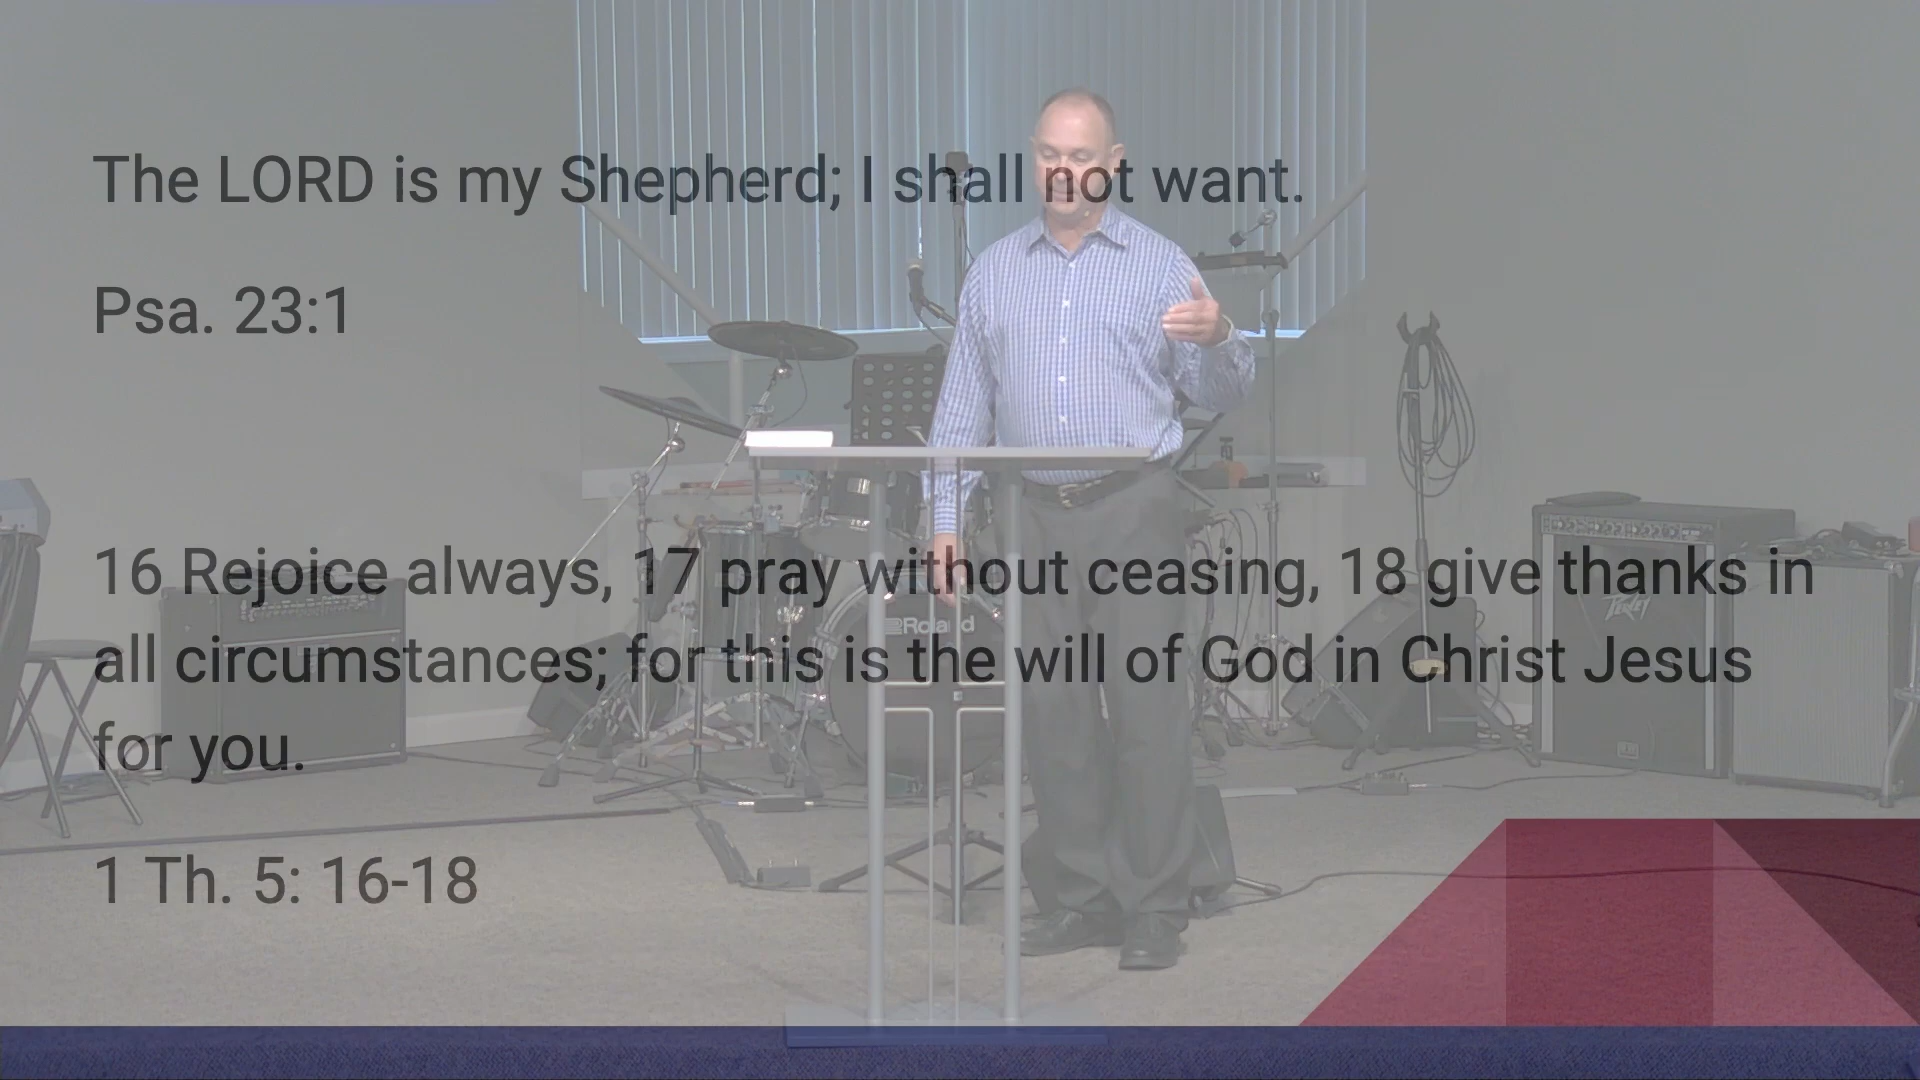 The LORD is my Shepherd; I shall not want.
Psa. 23:1
16 Rejoice always, 17 pray without ceasing, 18 give thanks in
all circumstances; for this is the will of God in Christ Jesus
for you.
1 Th. 5: 16-18
Roland
PEAVEY